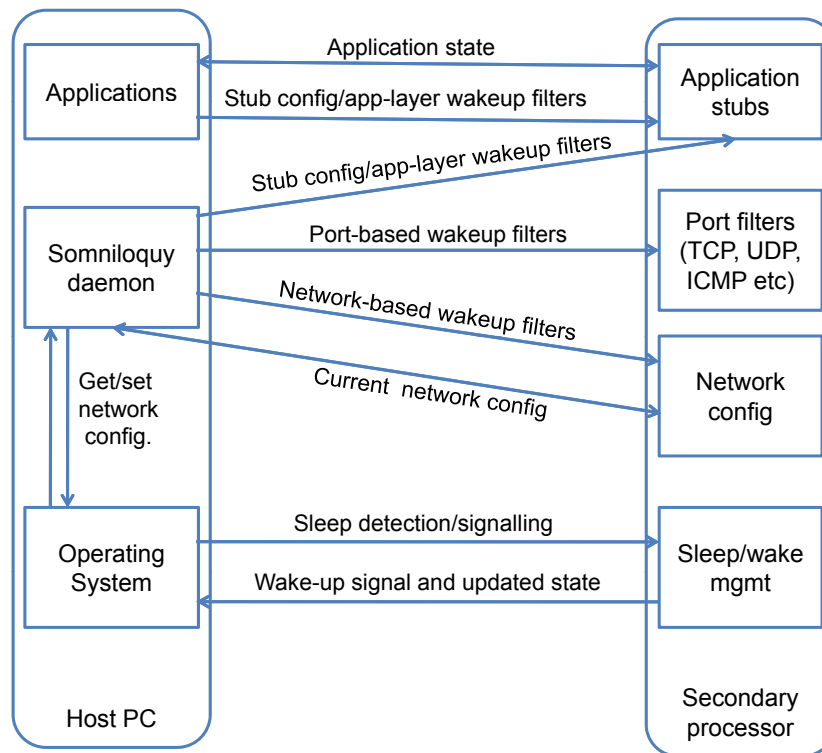 Application state
Applications
Application
stubs
Stub config/app-layer wakeup filters
Stub config/app-layer wakeup filters
Somniloquy
daemon
Port-based wakeup filters
Port filters
(TCP, UDP,
ICMP etc)
Network-based wakeup filters
Current network config
Network
config
Get/set
network
config.
Operating
System
Sleep detection/signalling
Wake-up signal and updated state
Sleep/wake
mgmt
Host PC
Secondary
processor